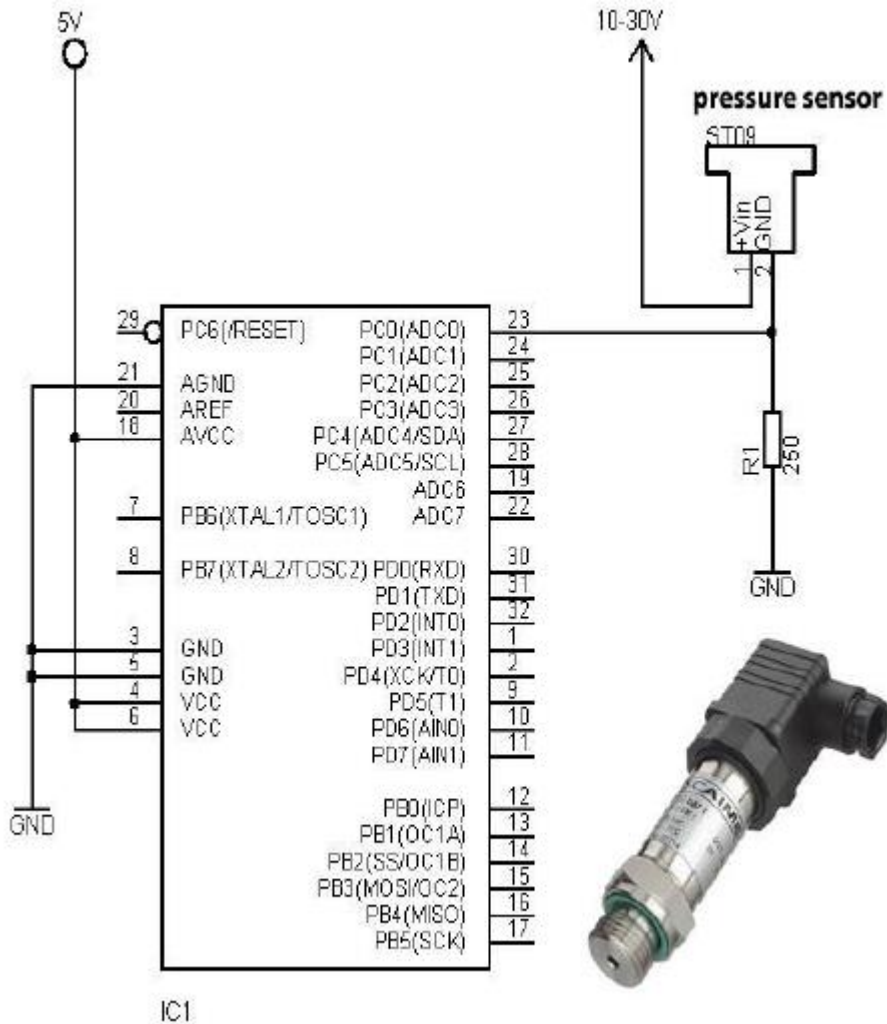 5V
10-30V
pressure sensor
ST09
+Vin
GND
1
2
29 PC6(/RESET) PC0(ADC0) 23
PC1(ADC1) 24
21 AGND PC2(ADC2) 25
20 AREF PC3(ADC3) 26
18 AVCC PC4(ADC4/SDA) 27
PC5(ADC5/SCL) 28
ADC6 19
7 PB6(XTAL1/TOSC1) ADC7 22
8 PB7(XTAL2/TOSC2) PD0(RXD) 30
PD1(TXD) 31
PD2(INT0) 32
3 GND PD3(INT1) 1
5 GND PD4(XCK/T0) 2
4 VCC PD5(T1) 9
6 VCC PD6(AIN0) 10
PD7(AIN1) 11
PB0(ICP) 12
PB1(OC1A) 13
PB2(SS/OC1B) 14
PB3(MOSI/OC2) 15
PB4(MISO) 16
PB5(SCK) 17
GND
IC1
R1
250
GND